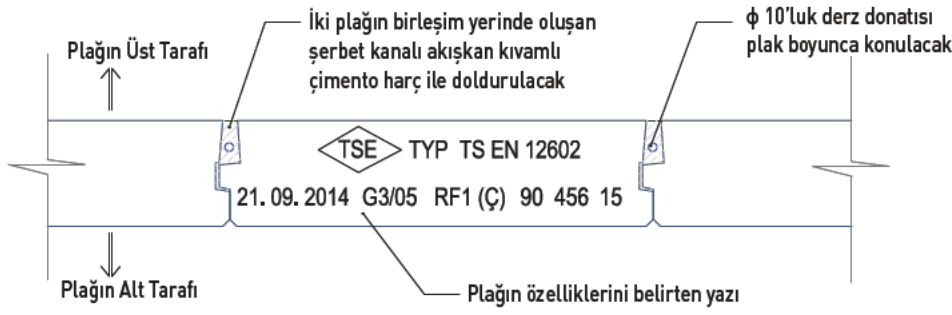 İki plağın birleşim yerinde oluşan
şerbet kanalı akışkan kıvamlı
çimento harç ile doldurulacak
ϕ 10'luk derz donatısı
plak boyunca konulacak
Plağın Üst Tarafı
TSE TYP TS EN 12602
21. 09. 2014 G3/05 RF1 (Ç) 90 456 15
Plağın Alt Tarafı
Plağın özelliklerini belirten yazı